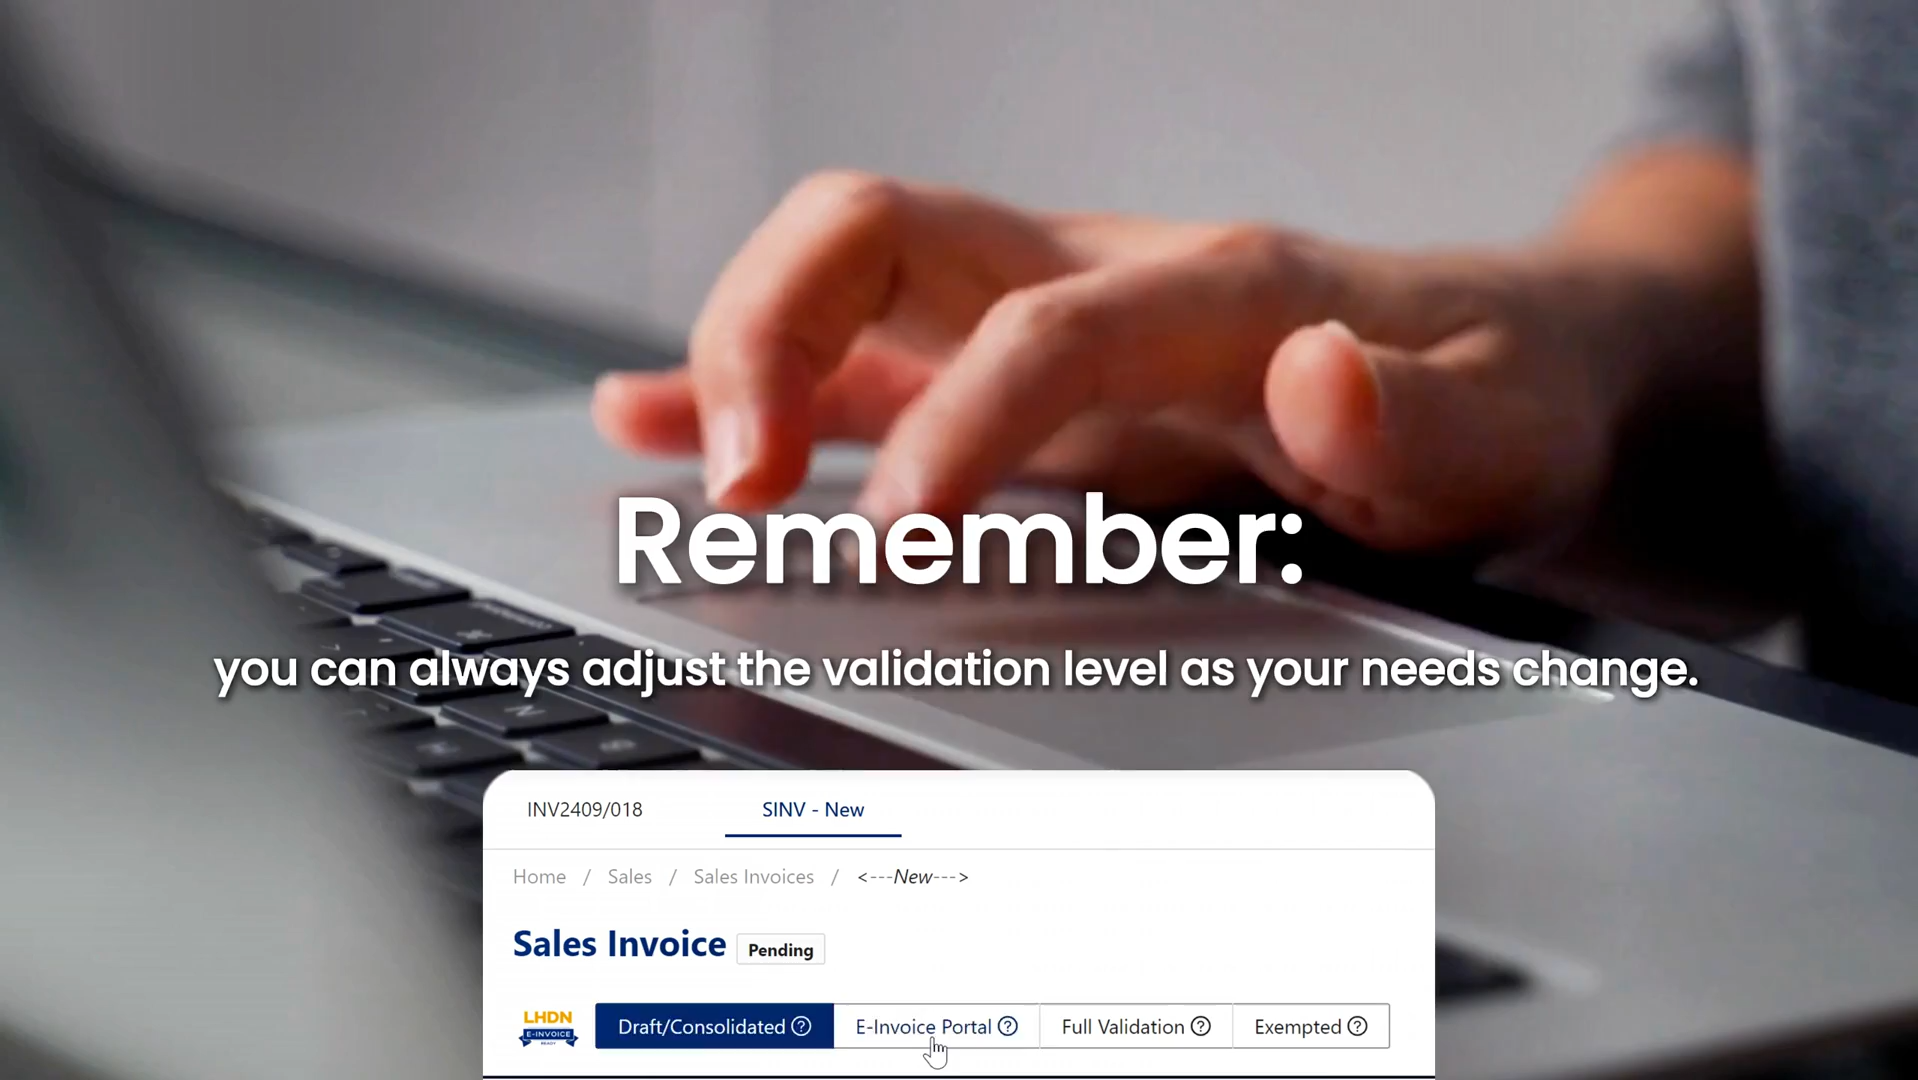 Remember:
you can always adjust the validation level as your needs change.
INV2409/018 SINV - New
Home / Sales / Sales Invoices / <---New--->
Sales Invoice Pending
LHDN
E-INVOICE
READY
Draft/Consolidated ? E-Invoice Portal ? Full Validation ? Exempted ?